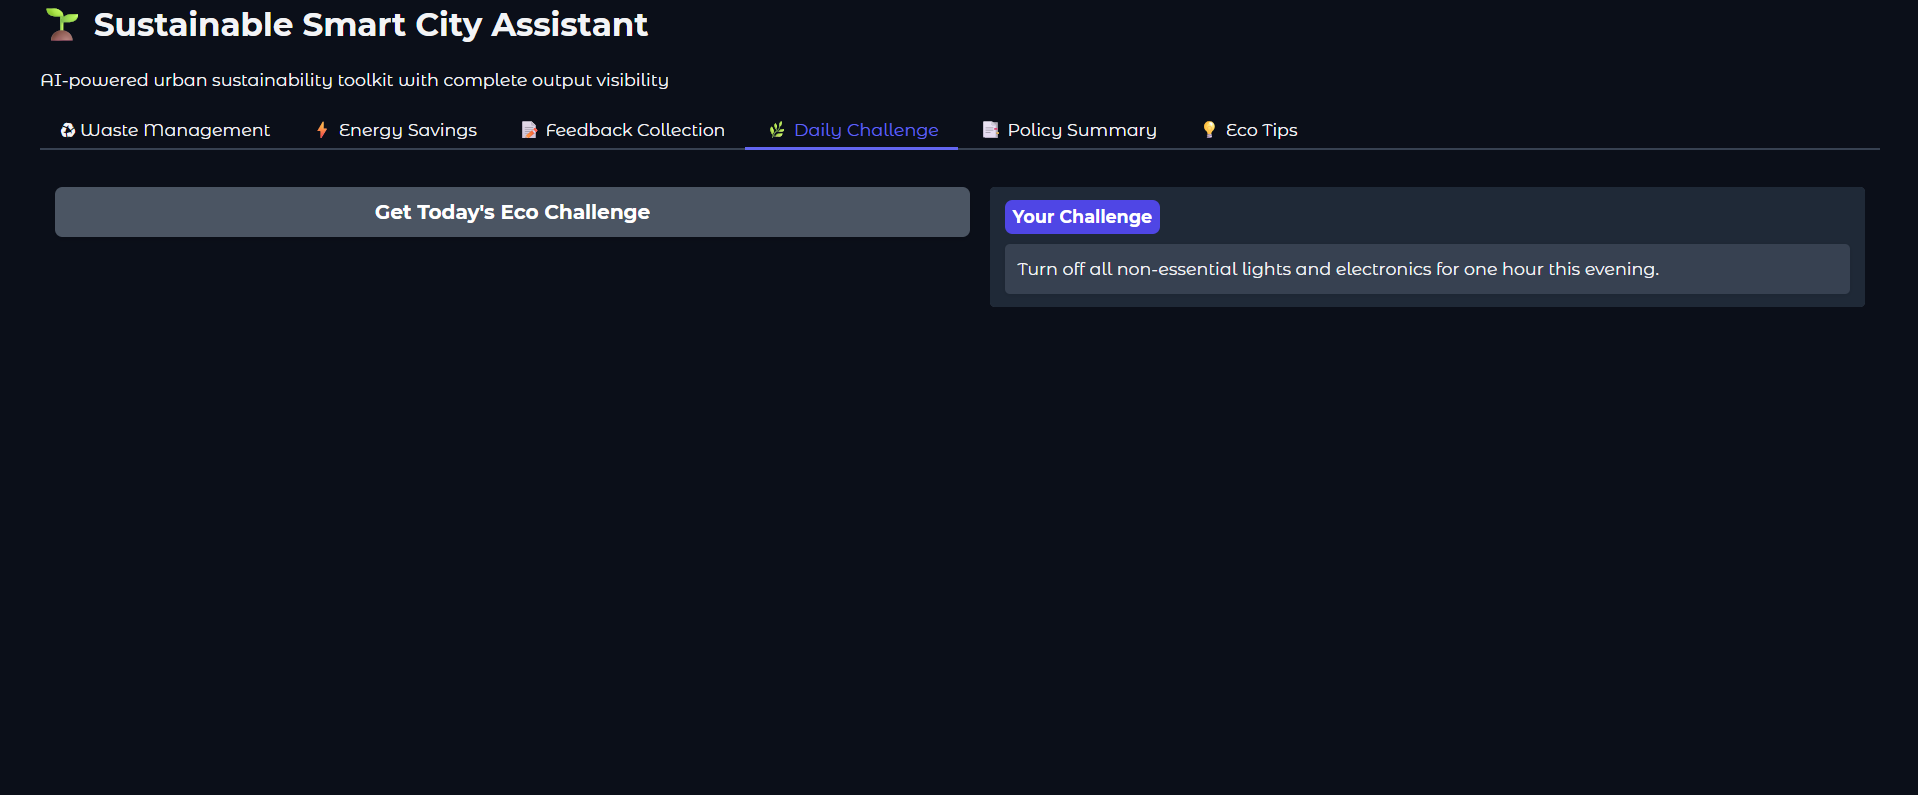 Sustainable Smart City Assistant
AI-powered urban sustainability toolkit with complete output visibility
Waste Management Energy Savings Feedback Collection Daily Challenge Policy Summary Eco Tips
Get Today's Eco Challenge
Your Challenge
Turn off all non-essential lights and electronics for one hour this evening.